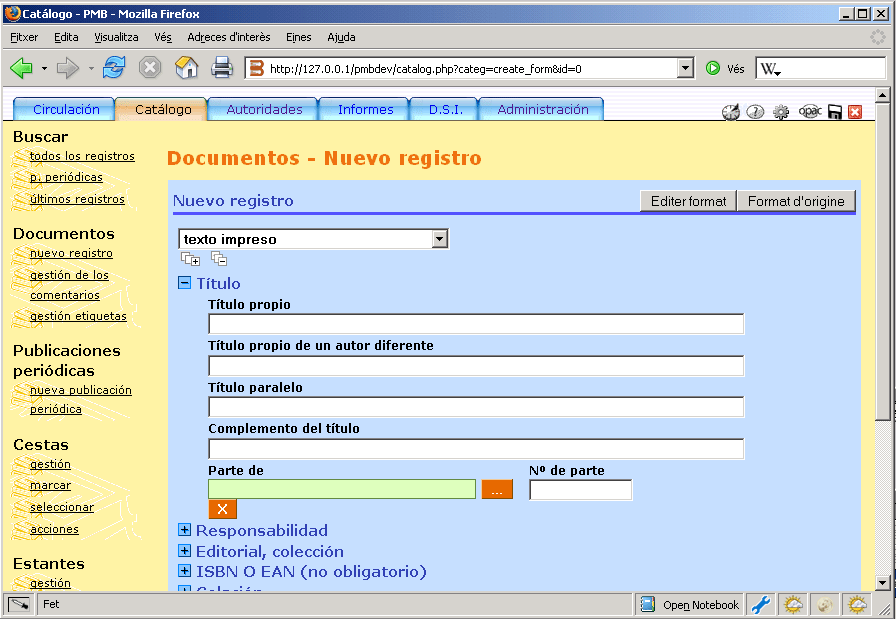 Catálogo - PMB - Mozilla Firefox
Fitxer Edita Visualitza Vés Adreces d'interès Eines Ajuda
http://127.0.0.1/pmbdev/catalog.php?categ=create_form&id=0 Vés W
Circulación Catálogo Autoridades Informes D.S.I. Administración opac
Buscar
todos los registros
p. periódicas
últimos registros
Documentos
nuevo registro
gestión de los
comentarios
gestión etiquetas
Publicaciones
periódicas
nueva publicación
periódica
Cestas
gestión
marcar
seleccionar
acciones
Estantes
gestión
Documentos - Nuevo registro
Nuevo registro Editer format Format d'origine
texto impreso
Título
Título propio
Título propio de un autor diferente
Título paralelo
Complemento del título
Parte de Nº de parte
...
X
Responsabilidad
Editorial, colección
ISBN O EAN (no obligatorio)
Fet Open Notebook